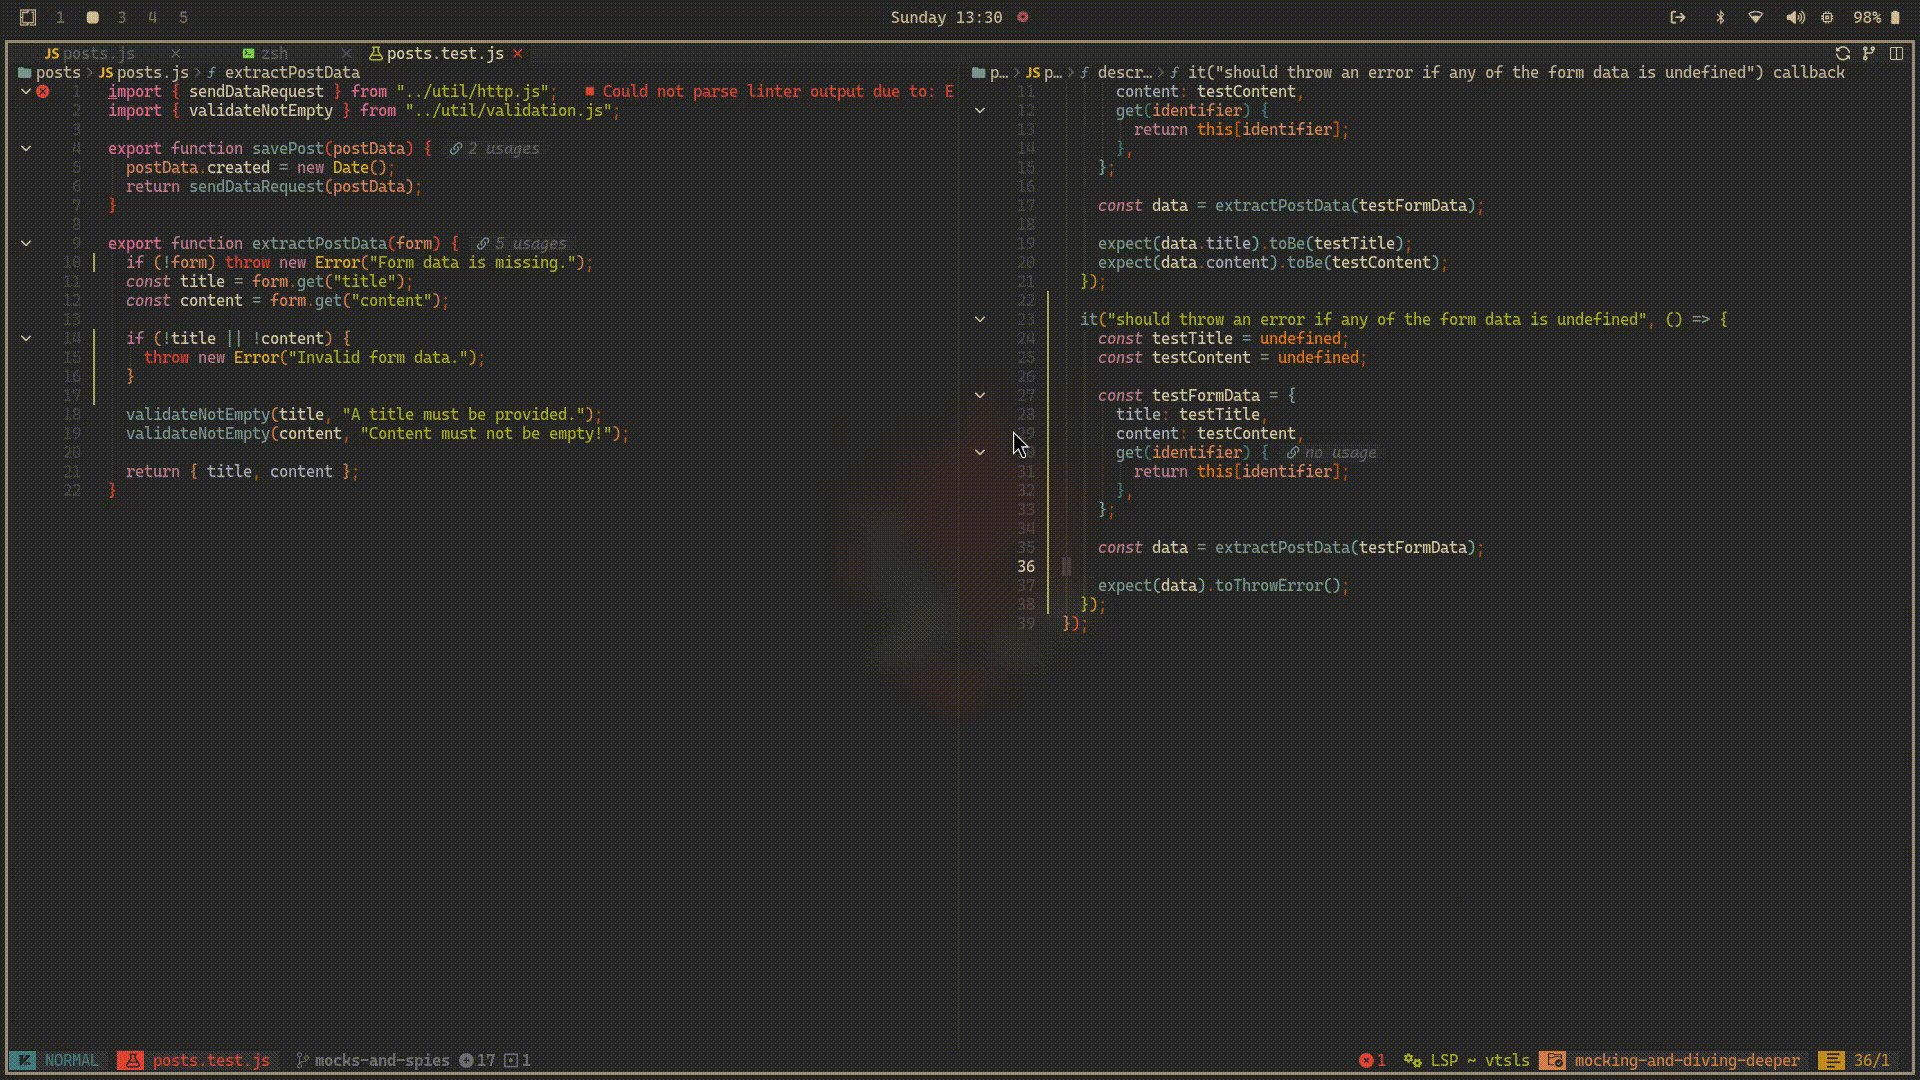 1 3 4 5 Sunday 13:30 98%
JS posts.js × zsh × posts.test.js ×
posts > JS posts.js > f extractPostData
1 import { sendDataRequest } from "../util/http.js"; ■ Could not parse linter output due to: E
2 import { validateNotEmpty } from "../util/validation.js";
3
4 export function savePost(postData) { 2 usages
5 postData.created = new Date();
6 return sendDataRequest(postData);
7 }
8
9 export function extractPostData(form) { 5 usages
10 if (!form) throw new Error("Form data is missing.");
11 const title = form.get("title");
12 const content = form.get("content");
13
14 if (!title || !content) {
15 throw new Error("Invalid form data.");
16 }
17
18 validateNotEmpty(title, "A title must be provided.");
19 validateNotEmpty(content, "Content must not be empty!");
20
21 return { title, content };
22 }
p… > JS p… > f descr… > f it("should throw an error if any of the form data is undefined") callback
11 content: testContent,
12 get(identifier) {
13 return this[identifier];
14 },
15 };
16
17 const data = extractPostData(testFormData);
18
19 expect(data.title).toBe(testTitle);
20 expect(data.content).toBe(testContent);
21 });
22
23 it("should throw an error if any of the form data is undefined", () => {
24 const testTitle = undefined;
25 const testContent = undefined;
26
27 const testFormData = {
28 title: testTitle,
29 content: testContent,
30 get(identifier) { no usage
31 return this[identifier];
32 },
33 };
34
35 const data = extractPostData(testFormData);
36
37 expect(data).toThrowError();
38 });
39 });
NORMAL posts.test.js mocks-and-spies 17 1 1 LSP ~ vtsls mocking-and-diving-deeper 36/1